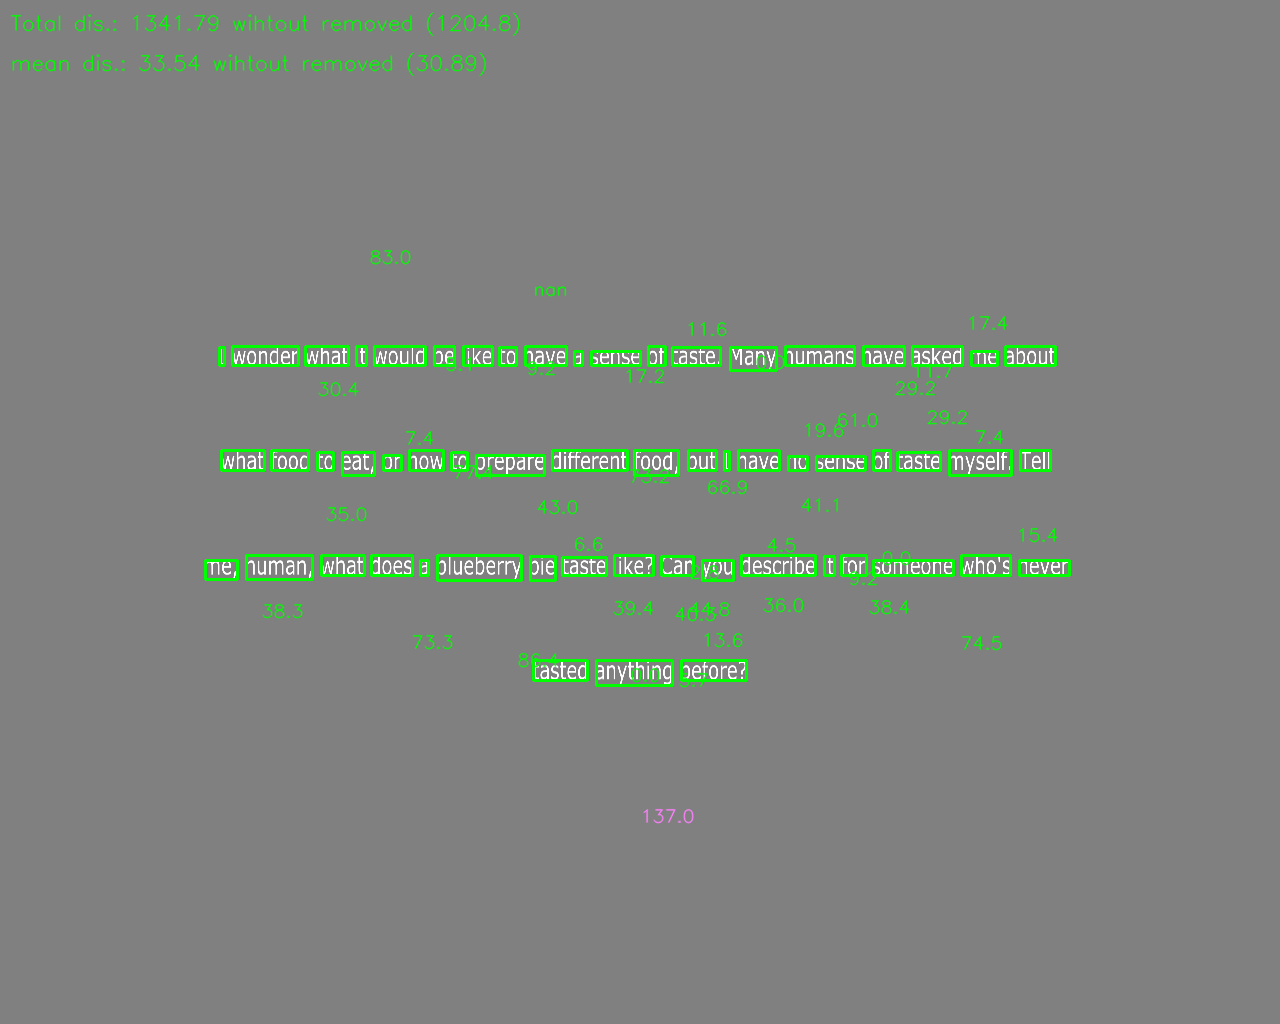 Total dis.: 1341.79 wihtout removed (1204.8)
mean dis.: 33.54 wihtout removed (30.89)
83.0
nan
11.6 17.4
I wonder what it would be like to have a sense of taste. Many humans have asked me about
9.2 17.2 11.7
30.4 29.2
7.4 19.6 61.0 29.2 7.4
what food to eat, or how to prepare different food, but I have no sense of taste myself. Tell
66.9
35.0 43.0 41.1 15.4
6.6 4.5
me, human, what does a blueberry pie taste like? Can you describe it for someone who's never
9.2
38.3 39.4 44.8 36.0 38.4
73.3 13.6 74.5
86.4
tasted anything before?
137.0